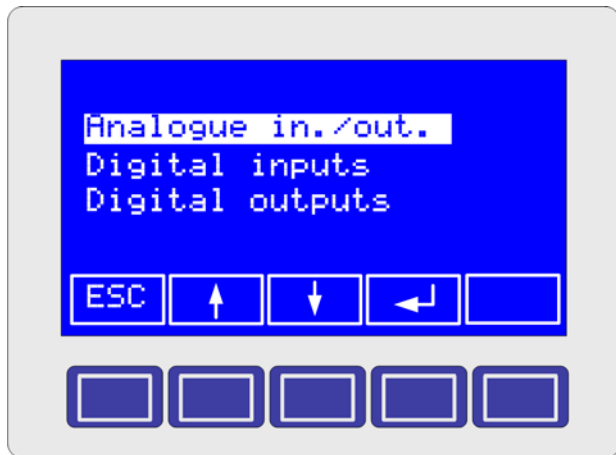 Analogue in./out.
Digital inputs
Digital outputs
ESC